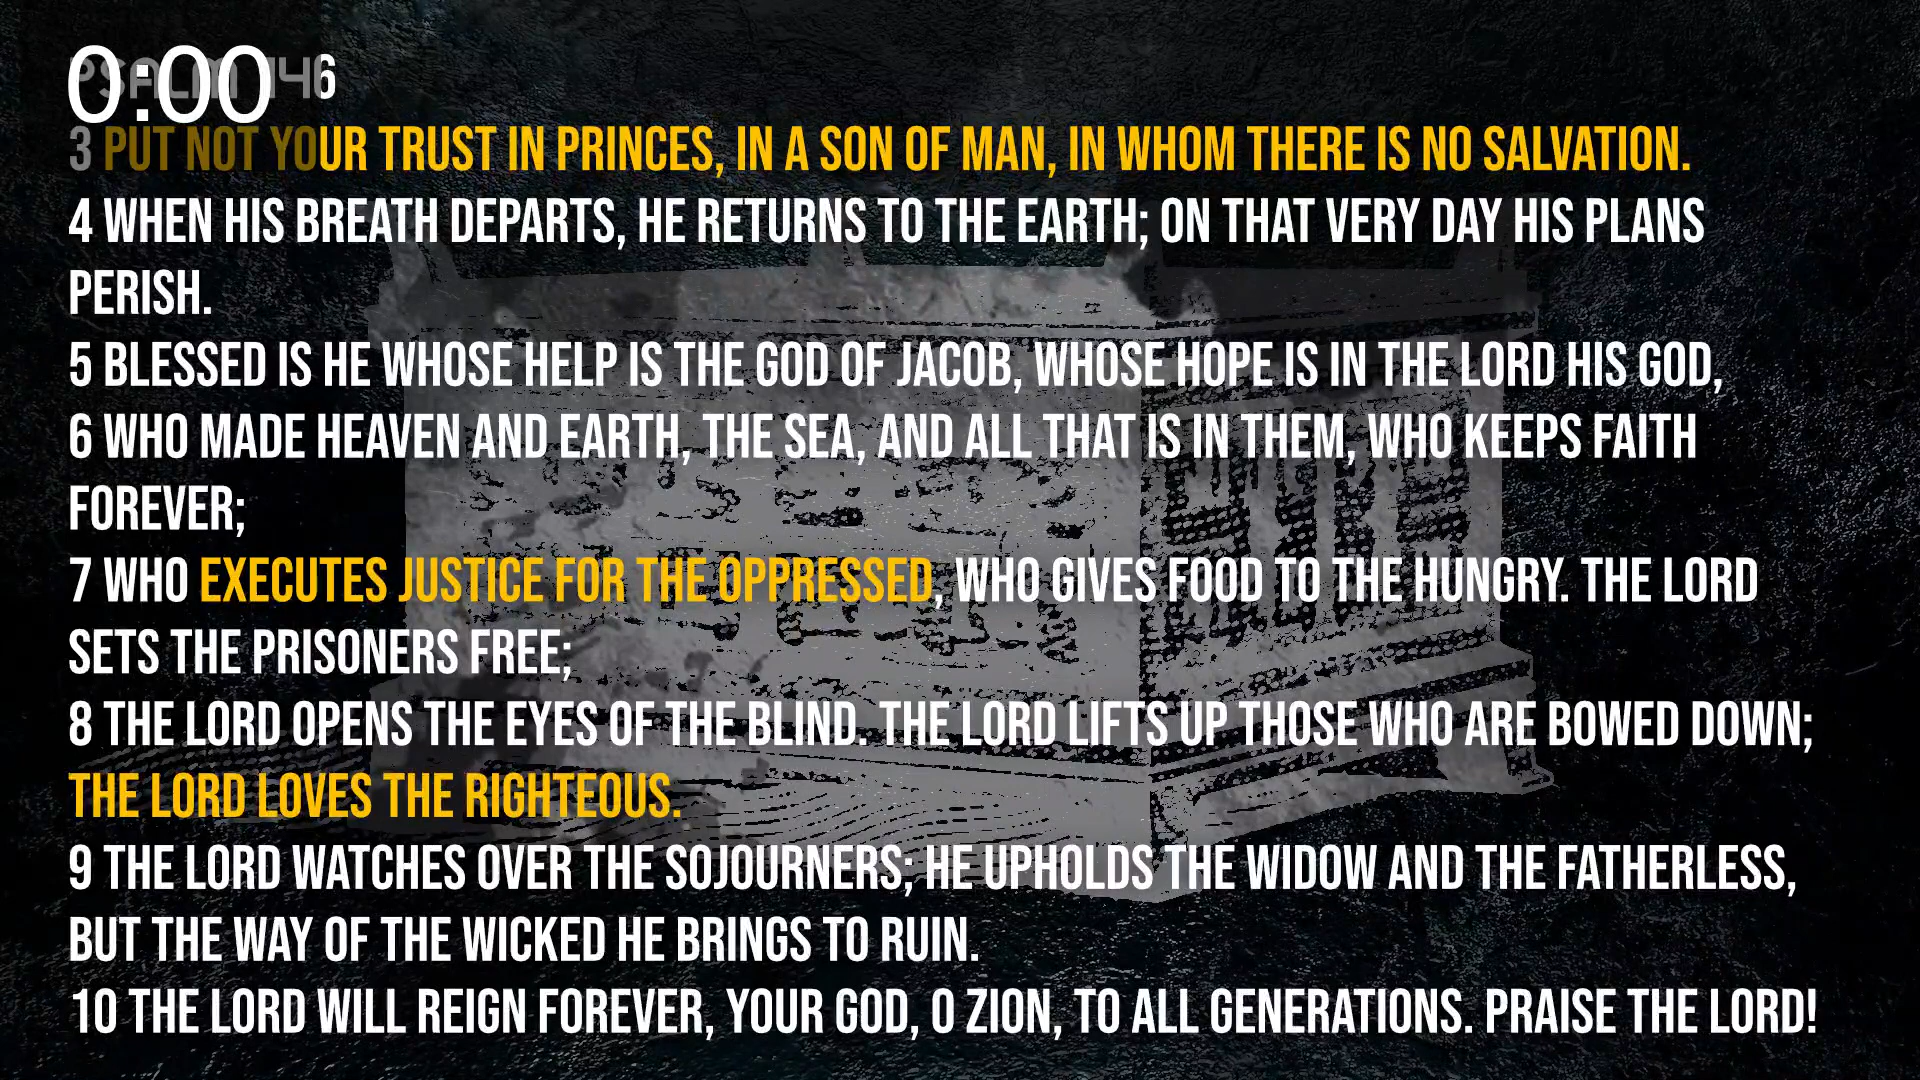 0:00
PSALM 146
3 PUT NOT YOUR TRUST IN PRINCES, IN A SON OF MAN, IN WHOM THERE IS NO SALVATION.
4 WHEN HIS BREATH DEPARTS, HE RETURNS TO THE EARTH; ON THAT VERY DAY HIS PLANS
PERISH.
5 BLESSED IS HE WHOSE HELP IS THE GOD OF JACOB, WHOSE HOPE IS IN THE LORD HIS GOD,
6 WHO MADE HEAVEN AND EARTH, THE SEA, AND ALL THAT IS IN THEM, WHO KEEPS FAITH
FOREVER;
7 WHO EXECUTES JUSTICE FOR THE OPPRESSED, WHO GIVES FOOD TO THE HUNGRY. THE LORD
SETS THE PRISONERS FREE;
8 THE LORD OPENS THE EYES OF THE BLIND. THE LORD LIFTS UP THOSE WHO ARE BOWED DOWN;
THE LORD LOVES THE RIGHTEOUS.
9 THE LORD WATCHES OVER THE SOJOURNERS; HE UPHOLDS THE WIDOW AND THE FATHERLESS,
BUT THE WAY OF THE WICKED HE BRINGS TO RUIN.
10 THE LORD WILL REIGN FOREVER, YOUR GOD, O ZION, TO ALL GENERATIONS. PRAISE THE LORD!